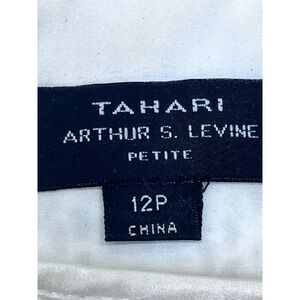 TAHARI
ARTHUR S. LEVINE
PETITE
12P
CHINA